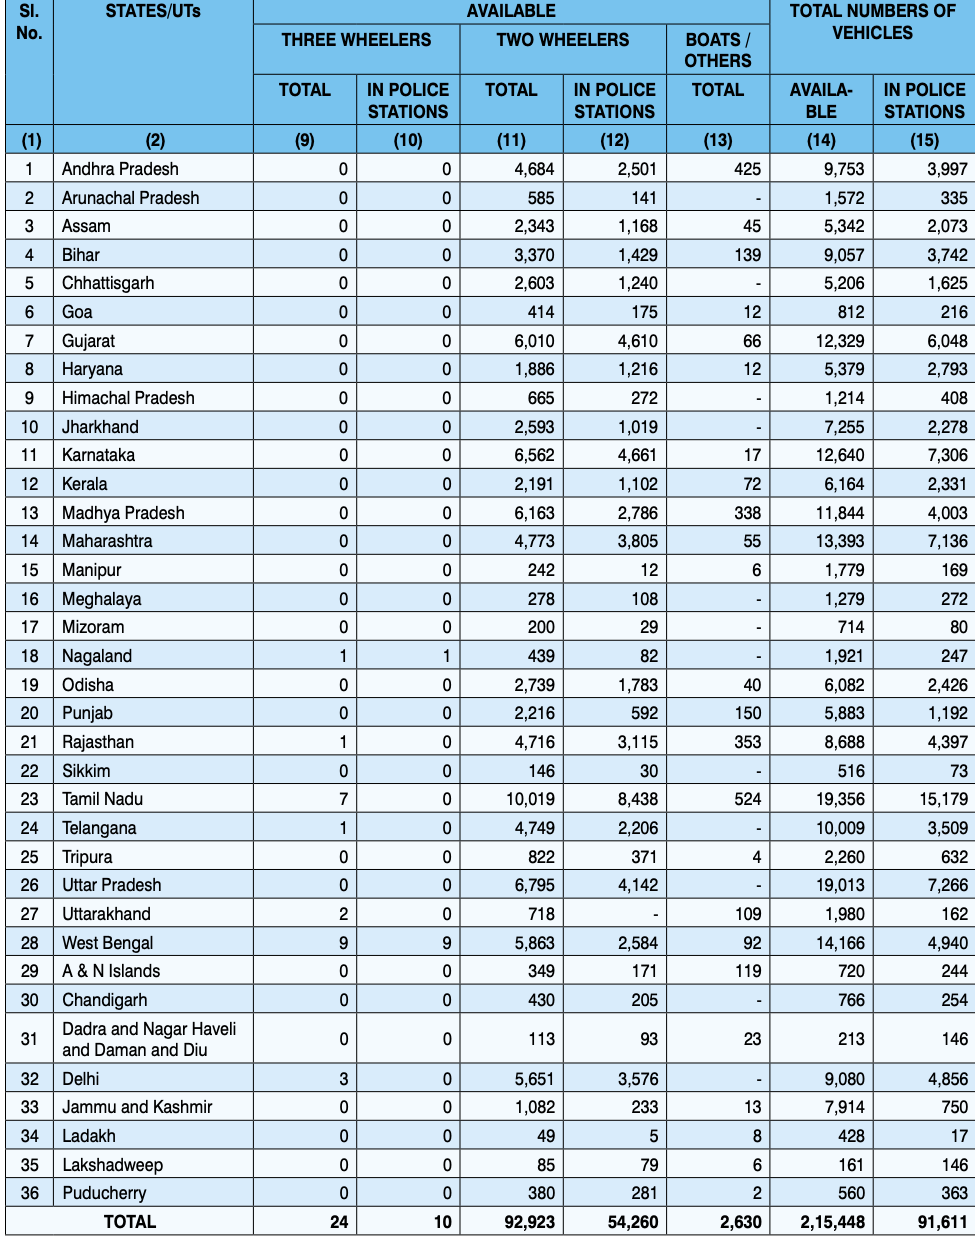 Sl. No. STATES/UTs AVAILABLE TOTAL NUMBERS OF VEHICLES
THREE WHEELERS TWO WHEELERS BOATS / OTHERS
TOTAL IN POLICE STATIONS TOTAL IN POLICE STATIONS TOTAL AVAILA-BLE IN POLICE STATIONS
(1) (2) (9) (10) (11) (12) (13) (14) (15)
1 Andhra Pradesh 0 0 4,684 2,501 425 9,753 3,997
2 Arunachal Pradesh 0 0 585 141 - 1,572 335
3 Assam 0 0 2,343 1,168 45 5,342 2,073
4 Bihar 0 0 3,370 1,429 139 9,057 3,742
5 Chhattisgarh 0 0 2,603 1,240 - 5,206 1,625
6 Goa 0 0 414 175 12 812 216
7 Gujarat 0 0 6,010 4,610 66 12,329 6,048
8 Haryana 0 0 1,886 1,216 12 5,379 2,793
9 Himachal Pradesh 0 0 665 272 - 1,214 408
10 Jharkhand 0 0 2,593 1,019 - 7,255 2,278
11 Karnataka 0 0 6,562 4,661 17 12,640 7,306
12 Kerala 0 0 2,191 1,102 72 6,164 2,331
13 Madhya Pradesh 0 0 6,163 2,786 338 11,844 4,003
14 Maharashtra 0 0 4,773 3,805 55 13,393 7,136
15 Manipur 0 0 242 12 6 1,779 169
16 Meghalaya 0 0 278 108 - 1,279 272
17 Mizoram 0 0 200 29 - 714 80
18 Nagaland 1 1 439 82 - 1,921 247
19 Odisha 0 0 2,739 1,783 40 6,082 2,426
20 Punjab 0 0 2,216 592 150 5,883 1,192
21 Rajasthan 1 0 4,716 3,115 353 8,688 4,397
22 Sikkim 0 0 146 30 - 516 73
23 Tamil Nadu 7 0 10,019 8,438 524 19,356 15,179
24 Telangana 1 0 4,749 2,206 - 10,009 3,509
25 Tripura 0 0 822 371 4 2,260 632
26 Uttar Pradesh 0 0 6,795 4,142 - 19,013 7,266
27 Uttarakhand 2 0 718 - 109 1,980 162
28 West Bengal 9 9 5,863 2,584 92 14,166 4,940
29 A & N Islands 0 0 349 171 119 720 244
30 Chandigarh 0 0 430 205 - 766 254
31 Dadra and Nagar Haveli and Daman and Diu 0 0 113 93 23 213 146
32 Delhi 3 0 5,651 3,576 - 9,080 4,856
33 Jammu and Kashmir 0 0 1,082 233 13 7,914 750
34 Ladakh 0 0 49 5 8 428 17
35 Lakshadweep 0 0 85 79 6 161 146
36 Puducherry 0 0 380 281 2 560 363
TOTAL 24 10 92,923 54,260 2,630 2,15,448 91,611